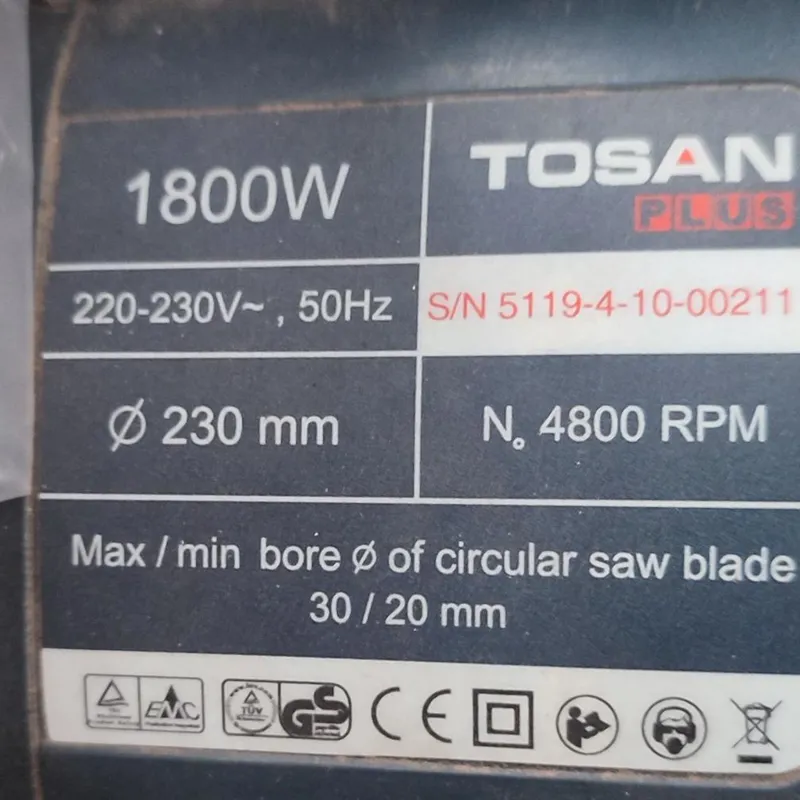 1800W
TOSAN
PLUS
220-230V~ , 50Hz
S/N 5119-4-10-00211
Ø 230 mm
N₀ 4800 RPM
Max / min bore Ø of circular saw blade
30 / 20 mm
EMC
TÜV
GS
CE